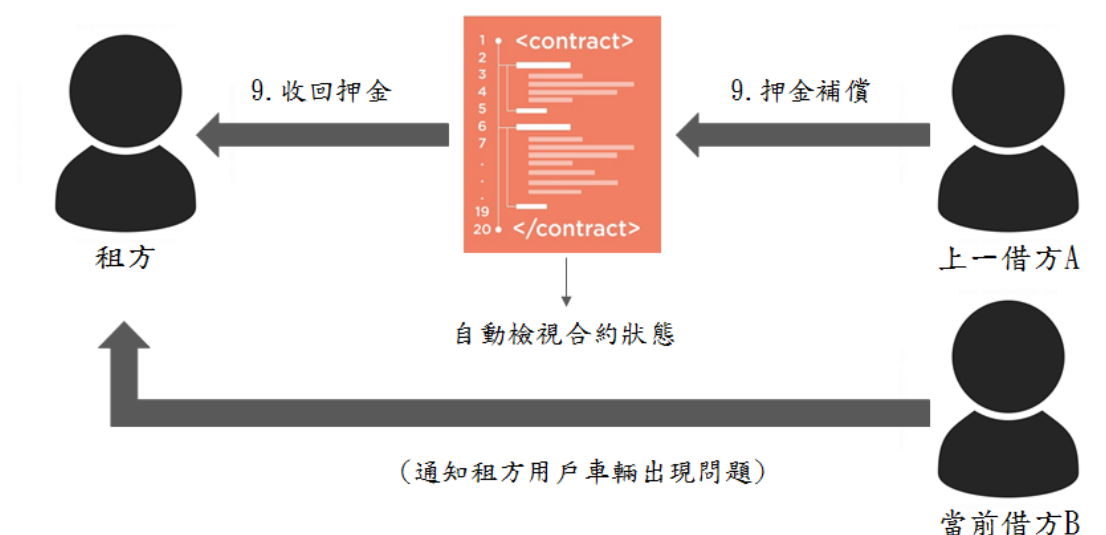 1 <contract>
2
3
4
5
6
7
.
.
.
19
20 </contract>
9.收回押金
9.押金補償
租方
上一借方A
自動檢視合約狀態
(通知租方用戶車輛出現問題)
當前借方B